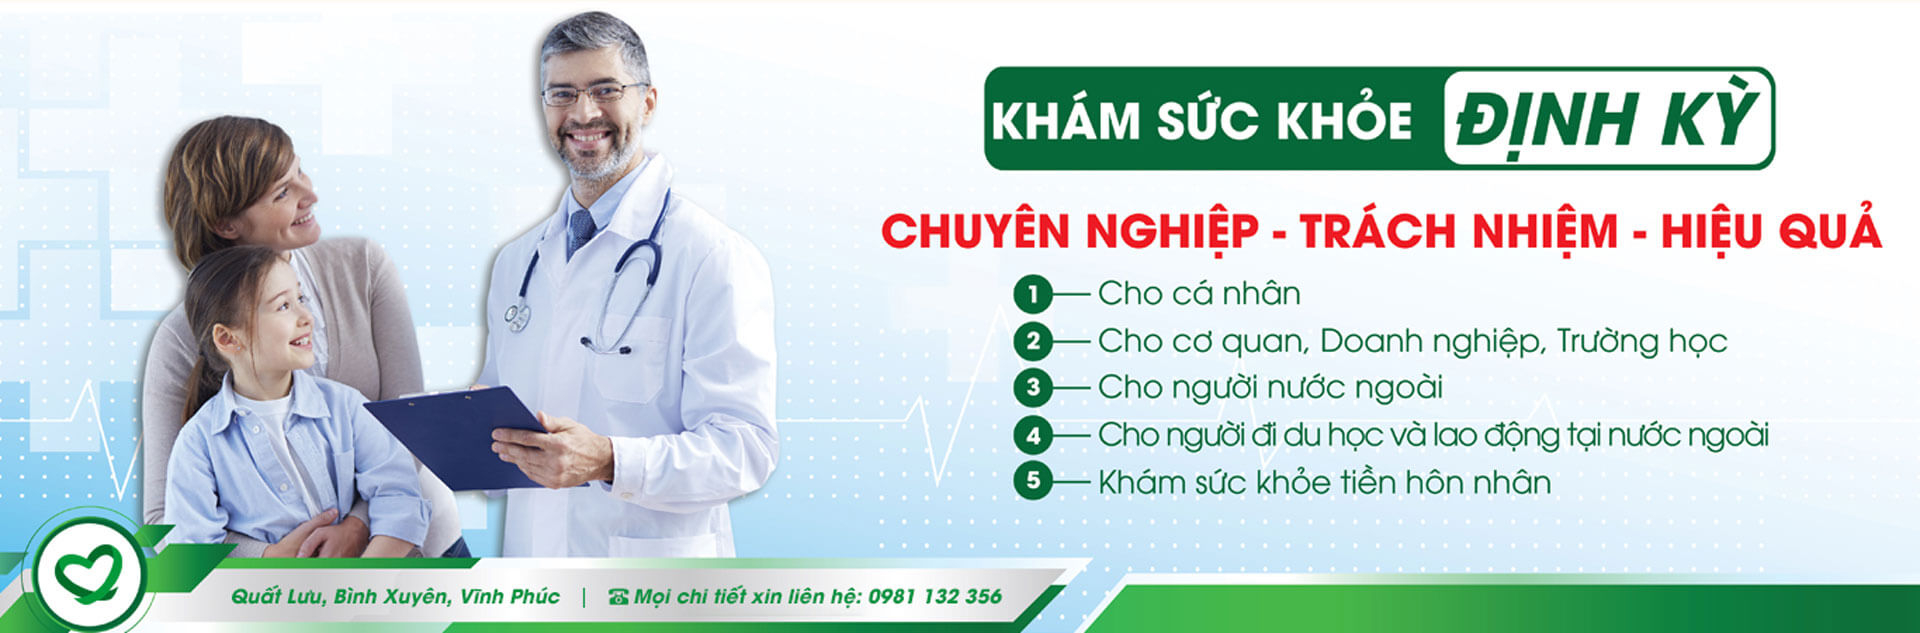 KHÁM SỨC KHỎE ĐỊNH KỲ
CHUYÊN NGHIỆP - TRÁCH NHIỆM - HIỆU QUẢ
1 Cho cá nhân
2 Cho cơ quan, Doanh nghiệp, Trường học
3 Cho người nước ngoài
4 Cho người đi du học và lao động tại nước ngoài
5 Khám sức khỏe tiền hôn nhân
Quất Lưu, Bình Xuyên, Vĩnh Phúc | ☎ Mọi chi tiết xin liên hệ: 0981 132 356